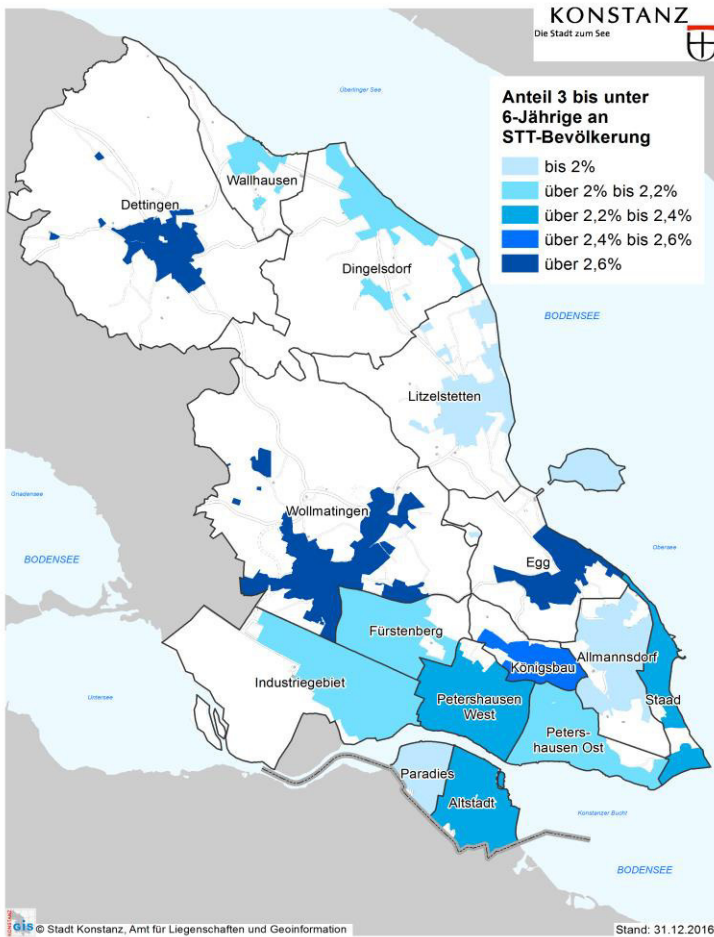 KONSTANZ
Die Stadt zum See
Anteil 3 bis unter
6-Jährige an
STT-Bevölkerung
bis 2%
über 2% bis 2,2%
über 2,2% bis 2,4%
über 2,4% bis 2,6%
über 2,6%
Überlinger See
Wallhausen
Dettingen
Dingelsdorf
BODENSEE
Litzelstetten
Gnadensee
Wollmatingen
BODENSEE
Egg
Obersee
Fürstenberg
Königsbau
Allmannsdorf
Industriegebiet
Untersee
Petershausen
West
Staad
Peters-
hausen Ost
Paradies
Altstadt
Konstanzer Bucht
BODENSEE
KONSTANZ
GIS © Stadt Konstanz, Amt für Liegenschaften und Geoinformation
Stand: 31.12.2016